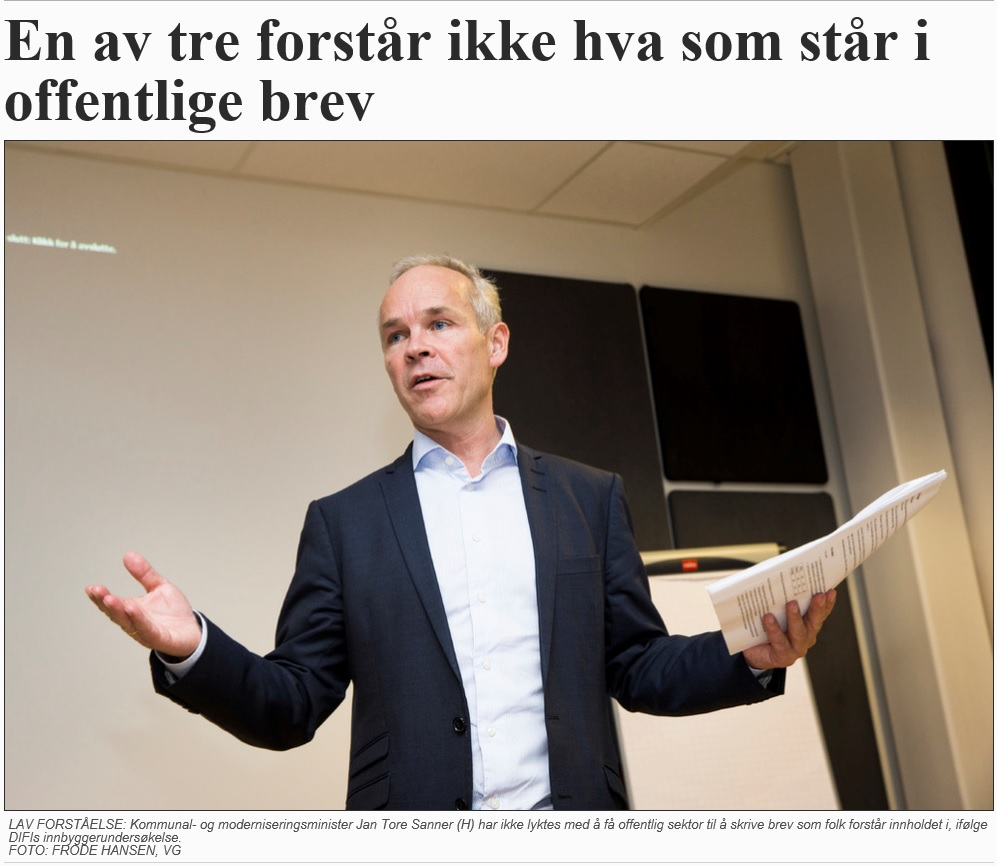 En av tre forstår ikke hva som står i
offentlige brev
slutt: Klikk for å avslutte.
LAV FORSTÅELSE: Kommunal- og moderniseringsminister Jan Tore Sanner (H) har ikke lyktes med å få offentlig sektor til å skrive brev som folk forstår innholdet i, ifølge
DIFIs innbyggerundersøkelse.
FOTO: FRODE HANSEN, VG